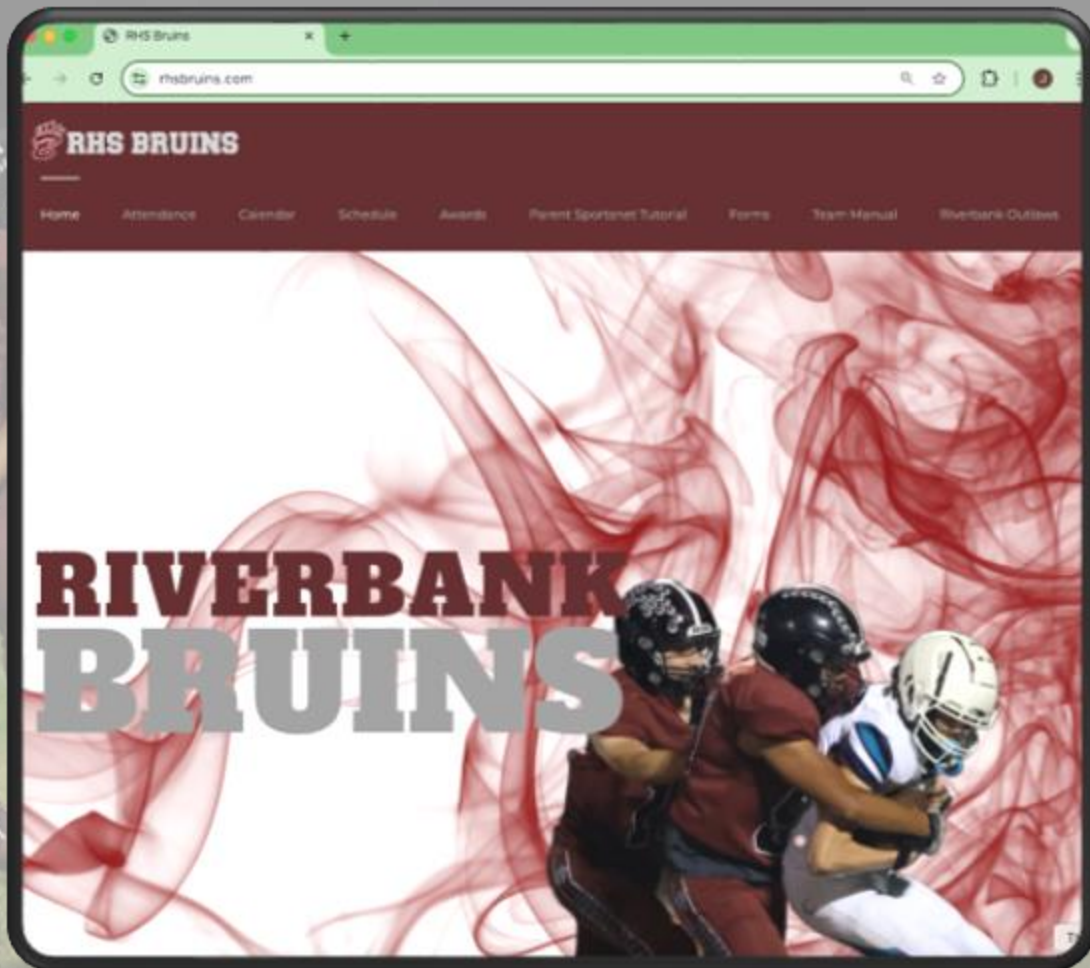 RHS Bruins
rhsbruins.com
RHS BRUINS
Home Attendance Calendar Schedule Awards Parent Sportsnet Tutorial Forms Team Manual Riverbank Outlaws
RIVERBANK
BRUINS